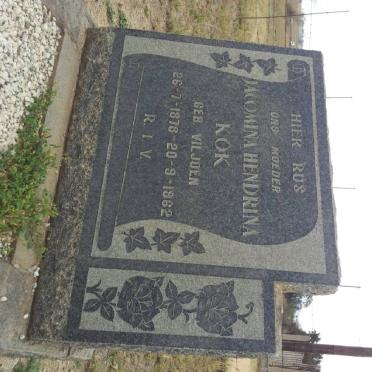 HIER RUS
ONS MOEDER
JACOMINA HENDRINA
KOK
GEB VILJOEN
26-7-1878-20-9-1962
R I V